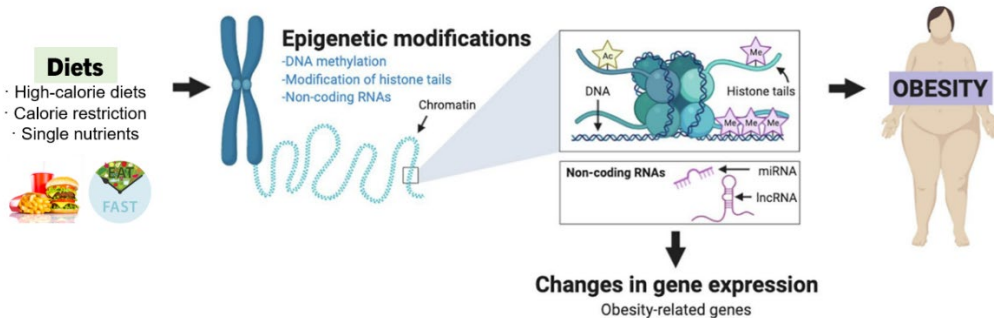 Diets
· High-calorie diets
· Calorie restriction
· Single nutrients
EAT
FAST
Epigenetic modifications
-DNA methylation
-Modification of histone tails
-Non-coding RNAs
Chromatin
Ac
Me
DNA
Histone tails
Me Me Me
Non-coding RNAs
miRNA
lncRNA
Changes in gene expression
Obesity-related genes
OBESITY